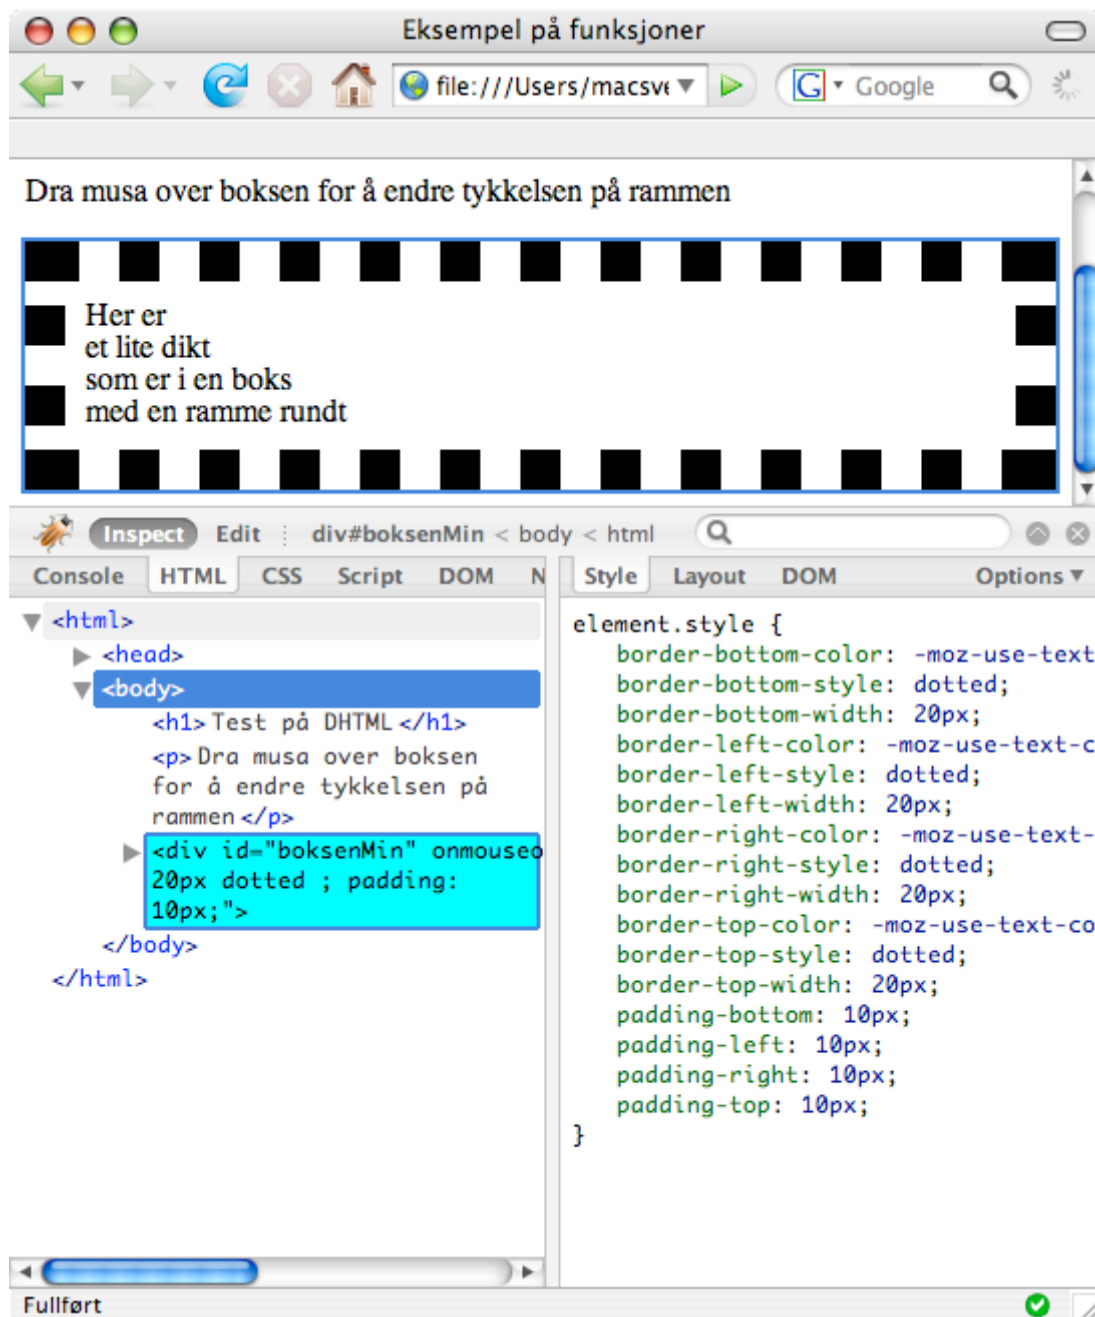 Eksempel på funksjoner
file:///Users/macsve
Google
Dra musa over boksen for å endre tykkelsen på rammen
Her er
et lite dikt
som er i en boks
med en ramme rundt
Inspect Edit div#boksenMin < body < html
Console HTML CSS Script DOM N
Style Layout DOM Options
<html>
<head>
<body>
<h1>Test på DHTML</h1>
<p>Dra musa over boksen
for å endre tykkelsen på
rammen</p>
<div id="boksenMin" onmouseo
20px dotted ; padding:
10px;">
</body>
</html>
element.style {
border-bottom-color: -moz-use-text
border-bottom-style: dotted;
border-bottom-width: 20px;
border-left-color: -moz-use-text-c
border-left-style: dotted;
border-left-width: 20px;
border-right-color: -moz-use-text-
border-right-style: dotted;
border-right-width: 20px;
border-top-color: -moz-use-text-co
border-top-style: dotted;
border-top-width: 20px;
padding-bottom: 10px;
padding-left: 10px;
padding-right: 10px;
padding-top: 10px;
}
Fullført